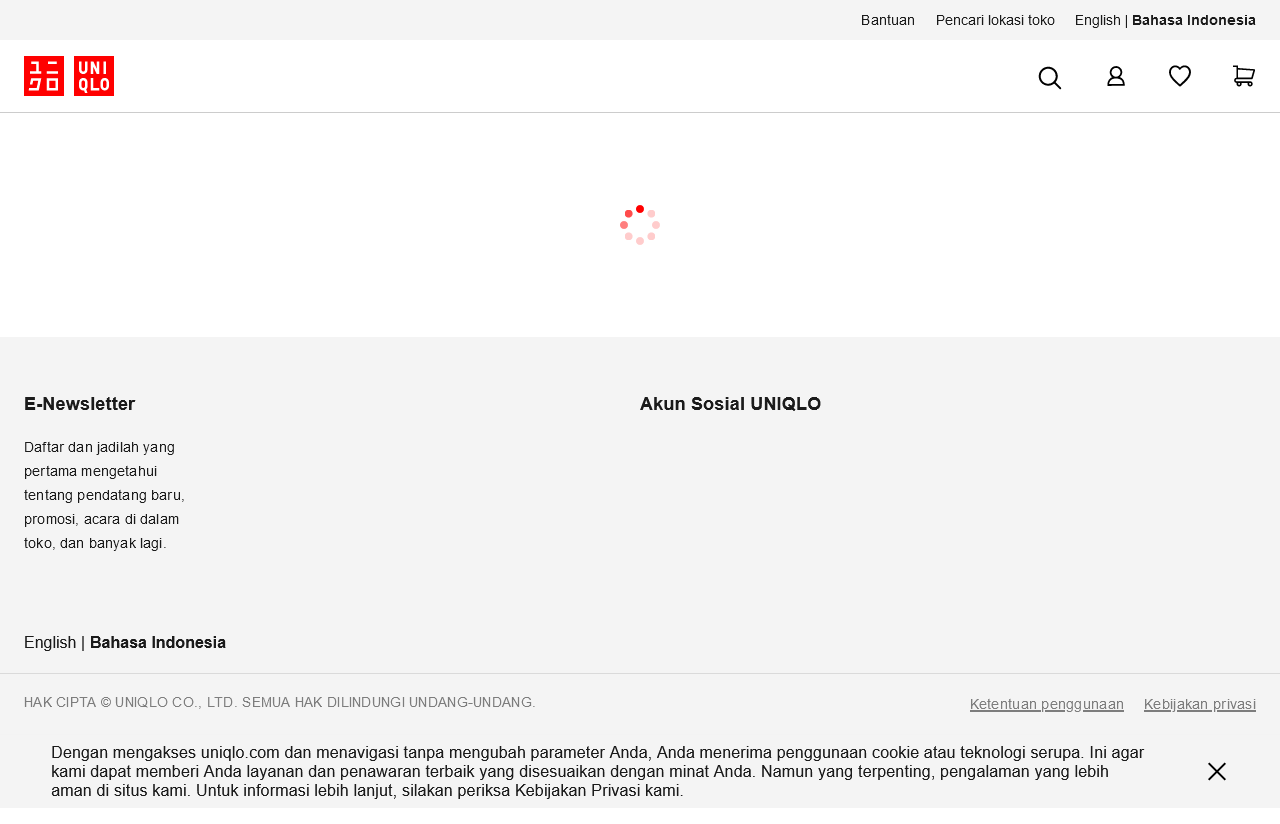 Bantuan Pencari lokasi toko English | Bahasa Indonesia
ユニ UNI
クロ QLO
E-Newsletter
Akun Sosial UNIQLO
Daftar dan jadilah yang
pertama mengetahui
tentang pendatang baru,
promosi, acara di dalam
toko, dan banyak lagi.
English | Bahasa Indonesia
HAK CIPTA © UNIQLO CO., LTD. SEMUA HAK DILINDUNGI UNDANG-UNDANG.
Ketentuan penggunaan Kebijakan privasi
Dengan mengakses uniqlo.com dan menavigasi tanpa mengubah parameter Anda, Anda menerima penggunaan cookie atau teknologi serupa. Ini agar
kami dapat memberi Anda layanan dan penawaran terbaik yang disesuaikan dengan minat Anda. Namun yang terpenting, pengalaman yang lebih
aman di situs kami. Untuk informasi lebih lanjut, silakan periksa Kebijakan Privasi kami.